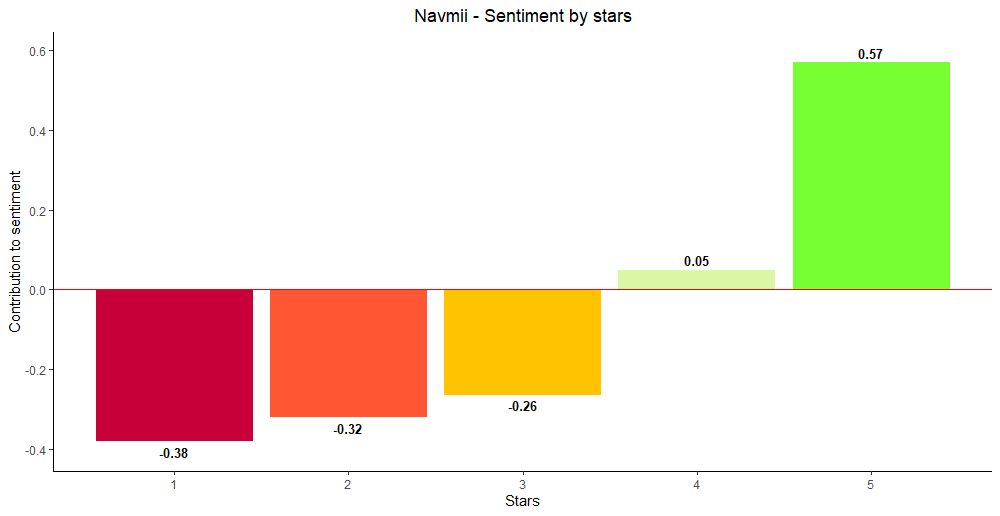 Navmii - Sentiment by stars
0.6
0.4
0.2
0.0
-0.2
-0.4
Contribution to sentiment
-0.38
-0.32
-0.26
0.05
0.57
1 2 3 4 5
Stars